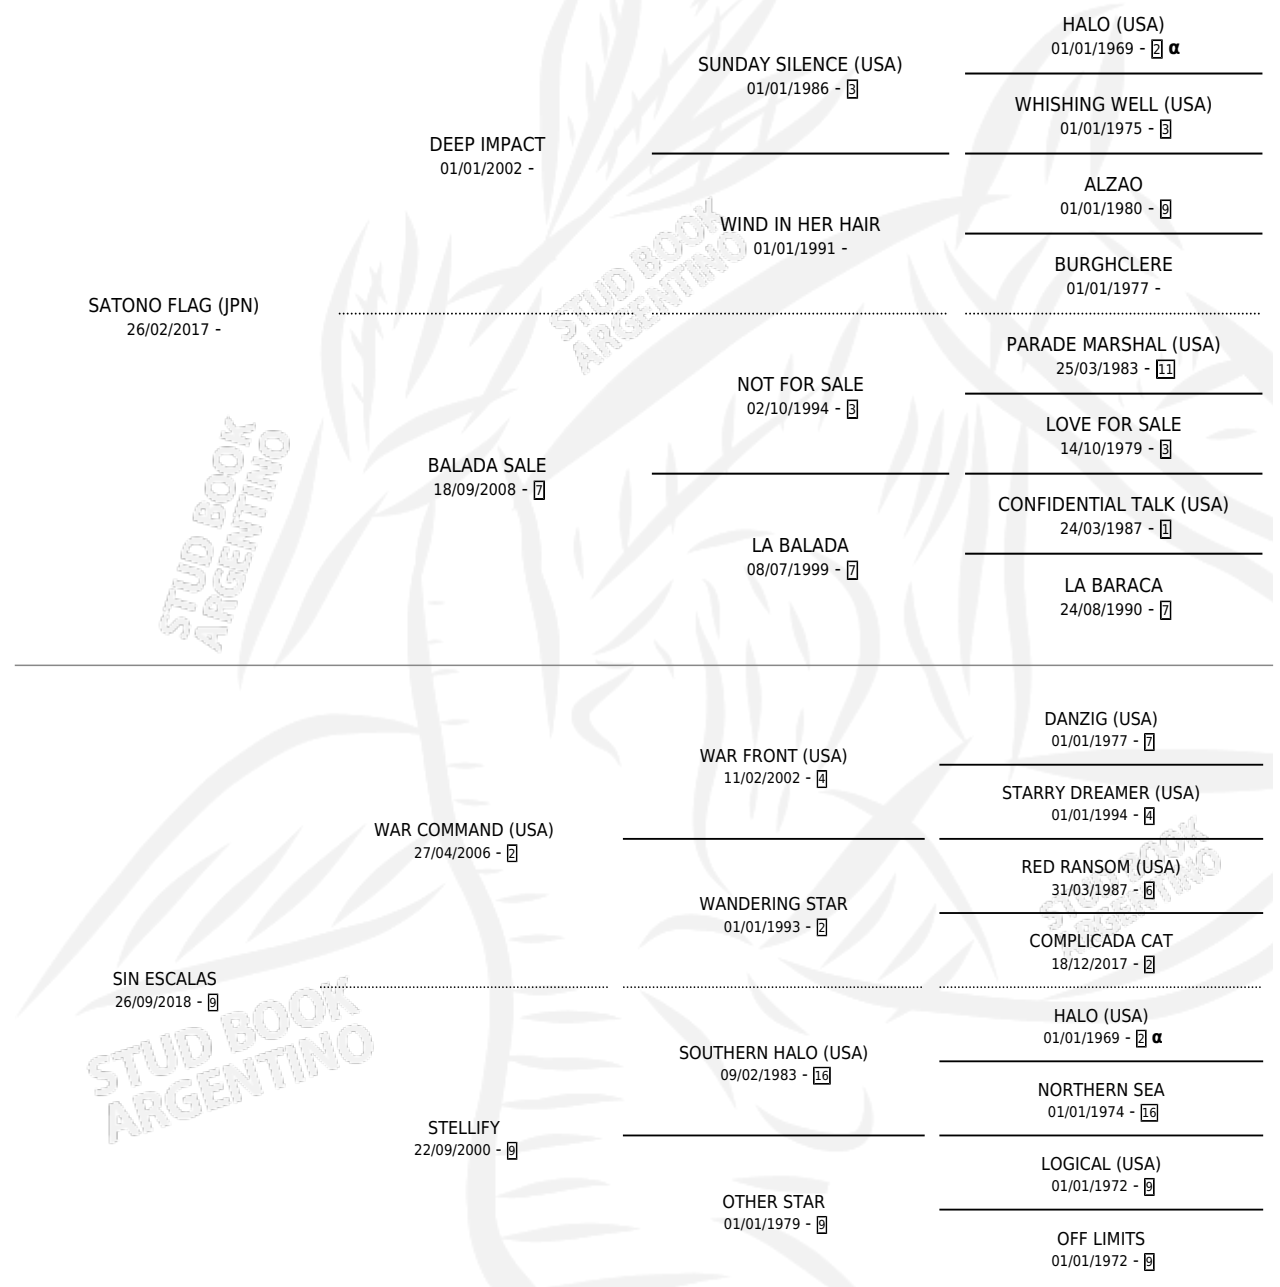 HALO (USA)
01/01/1969 - 2 α
SUNDAY SILENCE (USA)
01/01/1986 - 3
WHISHING WELL (USA)
01/01/1975 - 3
DEEP IMPACT
01/01/2002 -
ALZAO
01/01/1980 - 9
WIND IN HER HAIR
01/01/1991 -
BURGHCLERE
01/01/1977 -
SATONO FLAG (JPN)
26/02/2017 -
PARADE MARSHAL (USA)
25/03/1983 - 11
NOT FOR SALE
02/10/1994 - 3
LOVE FOR SALE
14/10/1979 - 3
BALADA SALE
18/09/2008 - 7
CONFIDENTIAL TALK (USA)
24/03/1987 - 1
LA BALADA
08/07/1999 - 7
LA BARACA
24/08/1990 - 7
DANZIG (USA)
01/01/1977 - 7
WAR FRONT (USA)
11/02/2002 - 4
STARRY DREAMER (USA)
01/01/1994 - 4
WAR COMMAND (USA)
27/04/2006 - 2
RED RANSOM (USA)
31/03/1987 - 6
WANDERING STAR
01/01/1993 - 2
COMPLICADA CAT
18/12/2017 - 2
SIN ESCALAS
26/09/2018 - 9
HALO (USA)
01/01/1969 - 2 α
SOUTHERN HALO (USA)
09/02/1983 - 16
NORTHERN SEA
01/01/1974 - 16
STELLIFY
22/09/2000 - 9
LOGICAL (USA)
01/01/1972 - 9
OTHER STAR
01/01/1979 - 9
OFF LIMITS
01/01/1972 - 9
STUD BOOK
ARGENTINO
STUD BOOK
ARGENTINO
STUD BOOK
ARGENTINO
STUD BOOK
ARGENTINO